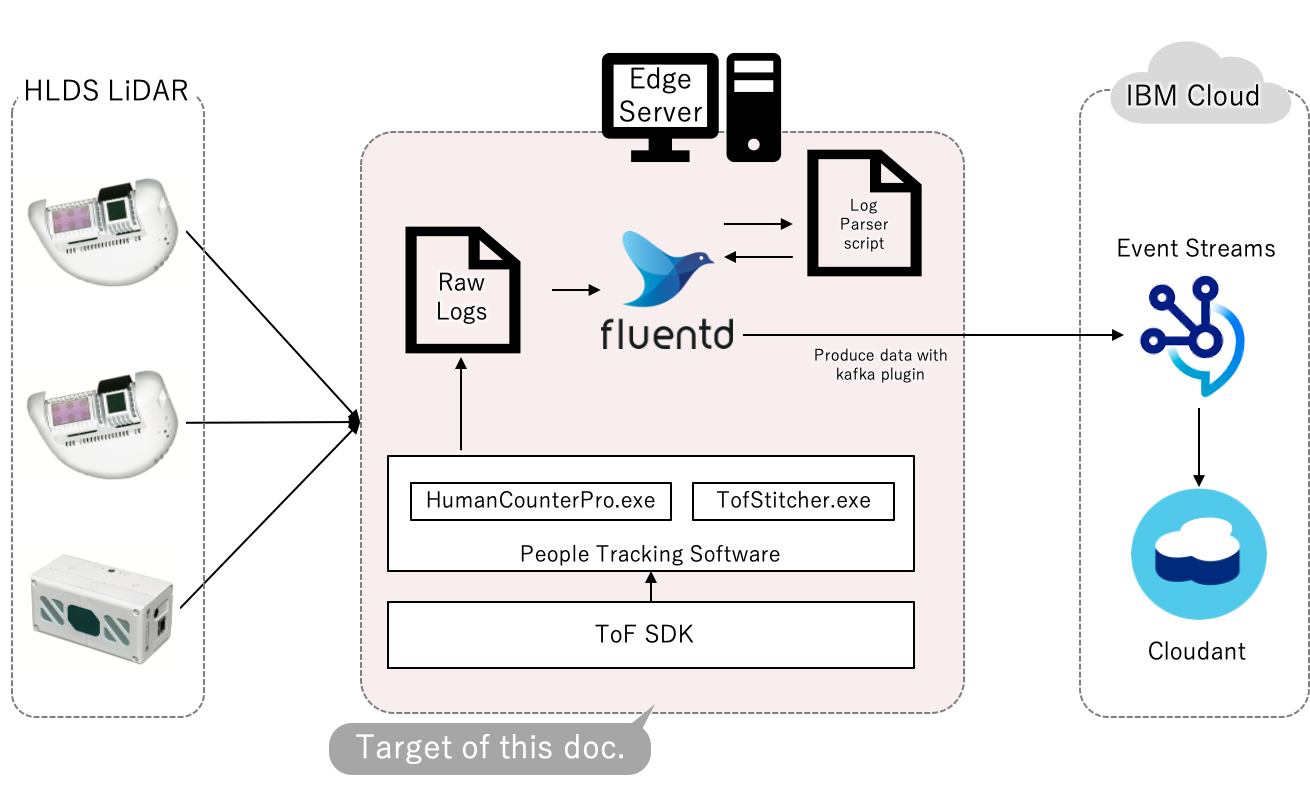 HLDS LiDAR
Edge
Server
IBM Cloud
Log
Parser
script
Raw
Logs
fluentd
Event Streams
Produce data with
kafka plugin
HumanCounterPro.exe
TofStitcher.exe
People Tracking Software
ToF SDK
Cloudant
Target of this doc.